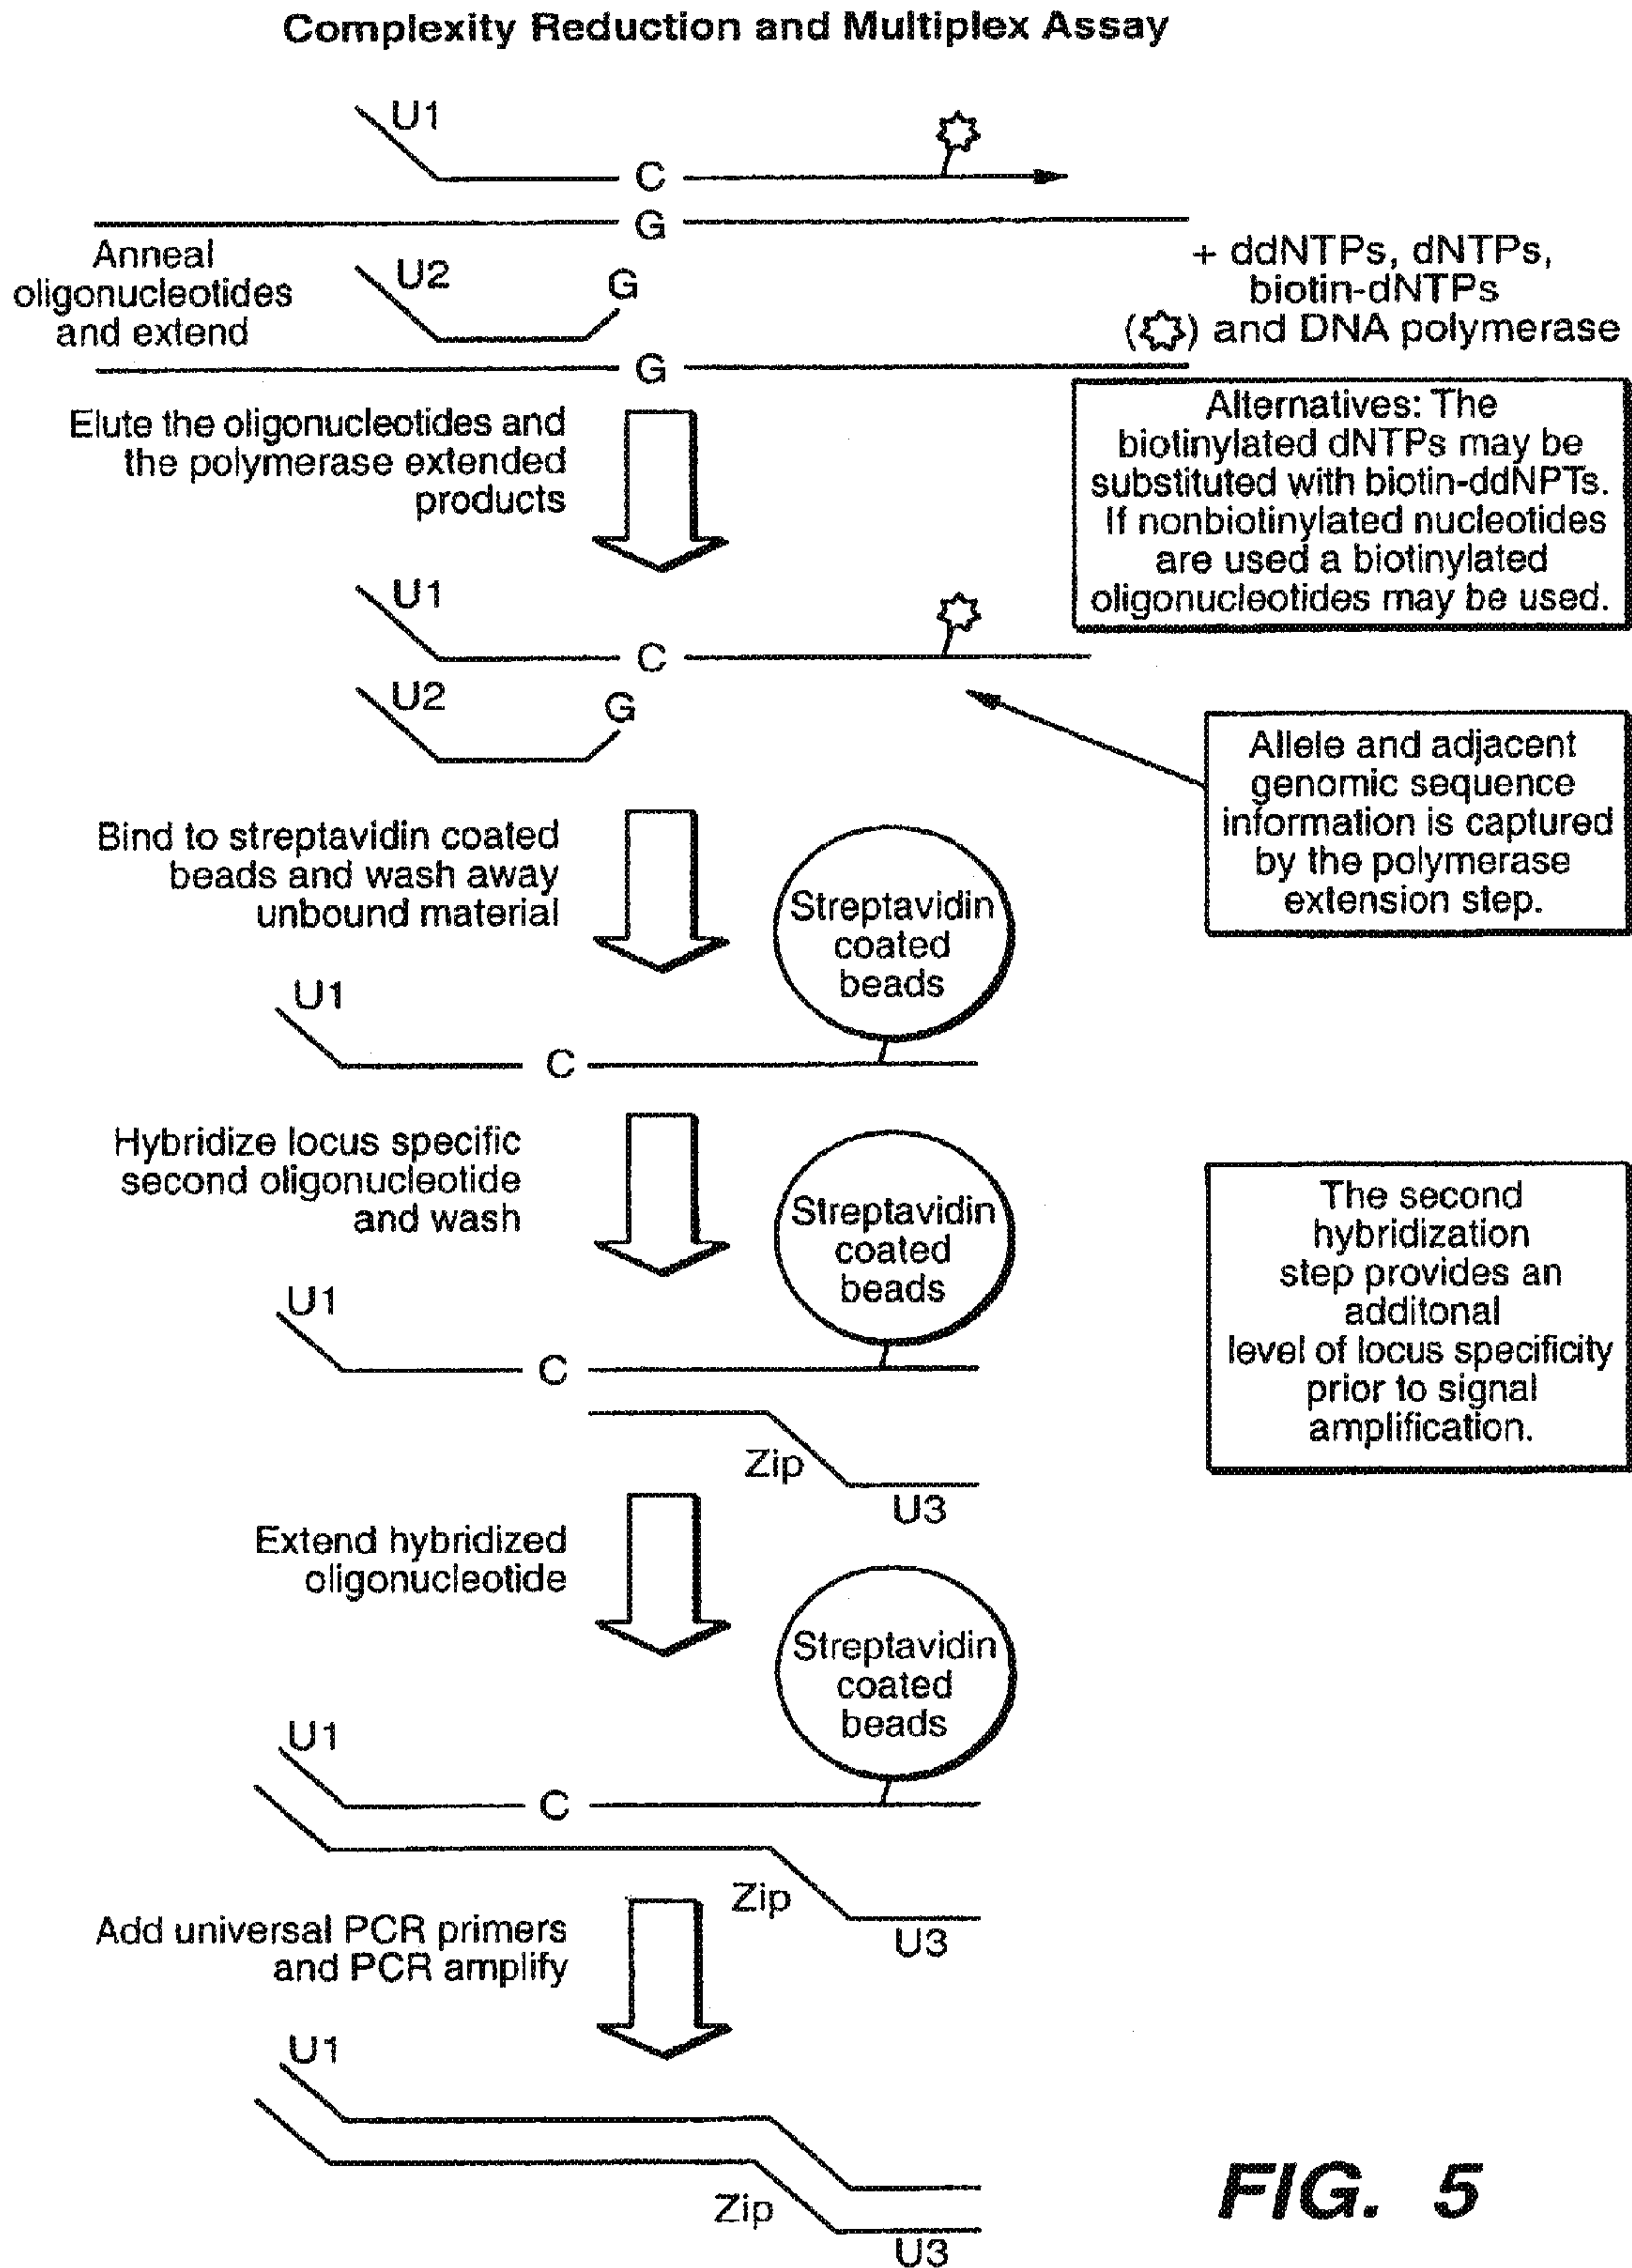 Complexity Reduction and Multiplex Assay
U1
C
G
Anneal
oligonucleotides
and extend
U2
G
G
+ ddNTPs, dNTPs,
biotin-dNTPs
( ) and DNA polymerase
Alternatives: The
biotinylated dNTPs may be
substituted with biotin-ddNPTs.
If nonbiotinylated nucleotides
are used a biotinylated
oligonucleotides may be used.
Elute the oligonucleotides and
the polymerase extended
products
U1
C
U2
G
Allele and adjacent
genomic sequence
information is captured
by the polymerase
extension step.
Bind to streptavidin coated
beads and wash away
unbound material
Streptavidin
coated
beads
U1
C
Hybridize locus specific
second oligonucleotide
and wash
Streptavidin
coated
beads
The second
hybridization
step provides an
additonal
level of locus specificity
prior to signal
amplification.
U1
C
Zip
U3
Extend hybridized
oligonucleotide
Streptavidin
coated
beads
U1
C
Zip
U3
Add universal PCR primers
and PCR amplify
U1
Zip
U3
FIG. 5